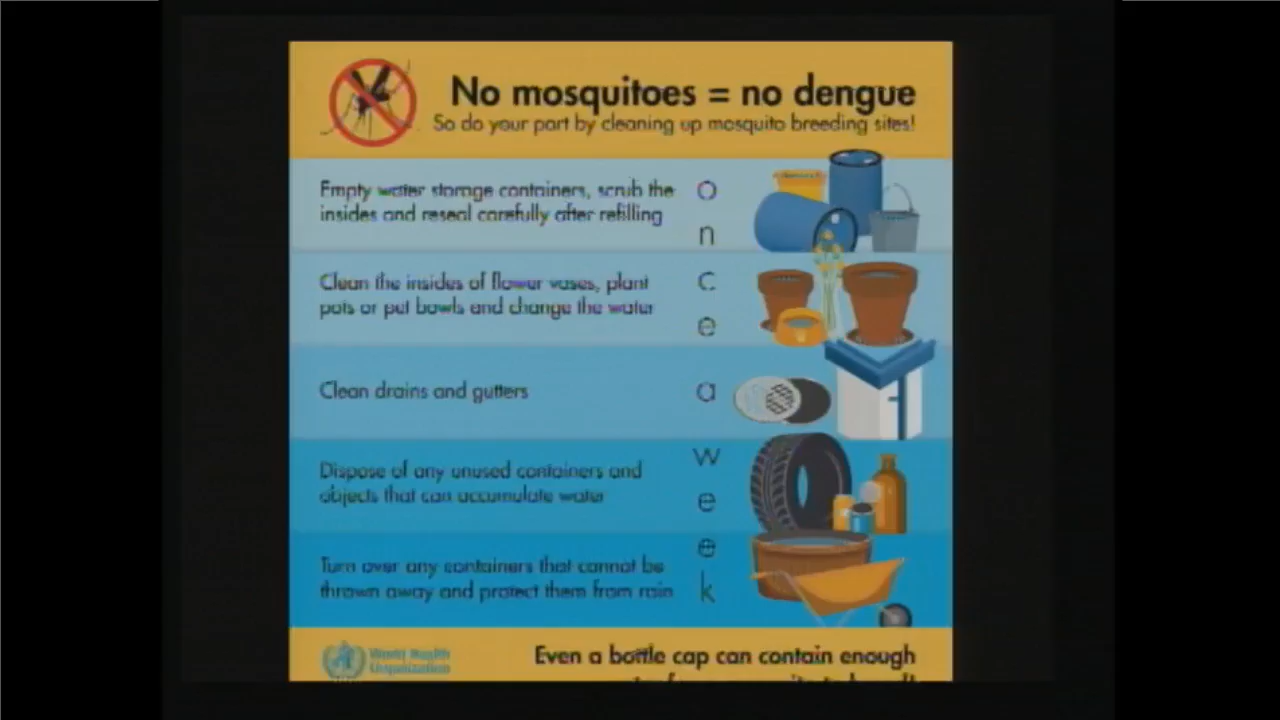 No mosquitoes = no dengue
So do your part by cleaning up mosquito breeding sites!
Empty water storage containers, scrub the
insides and reseal carefully after refilling
Clean the insides of flower vases, plant
pots or pet bowls and change the water
Clean drains and gutters
Dispose of any unused containers and
objects that can accumulate water
Turn over any containers that cannot be
thrown away and protect them from rain
o
n
c
e
a
w
e
e
k
World Health
Organization
Even a bottle cap can contain enough